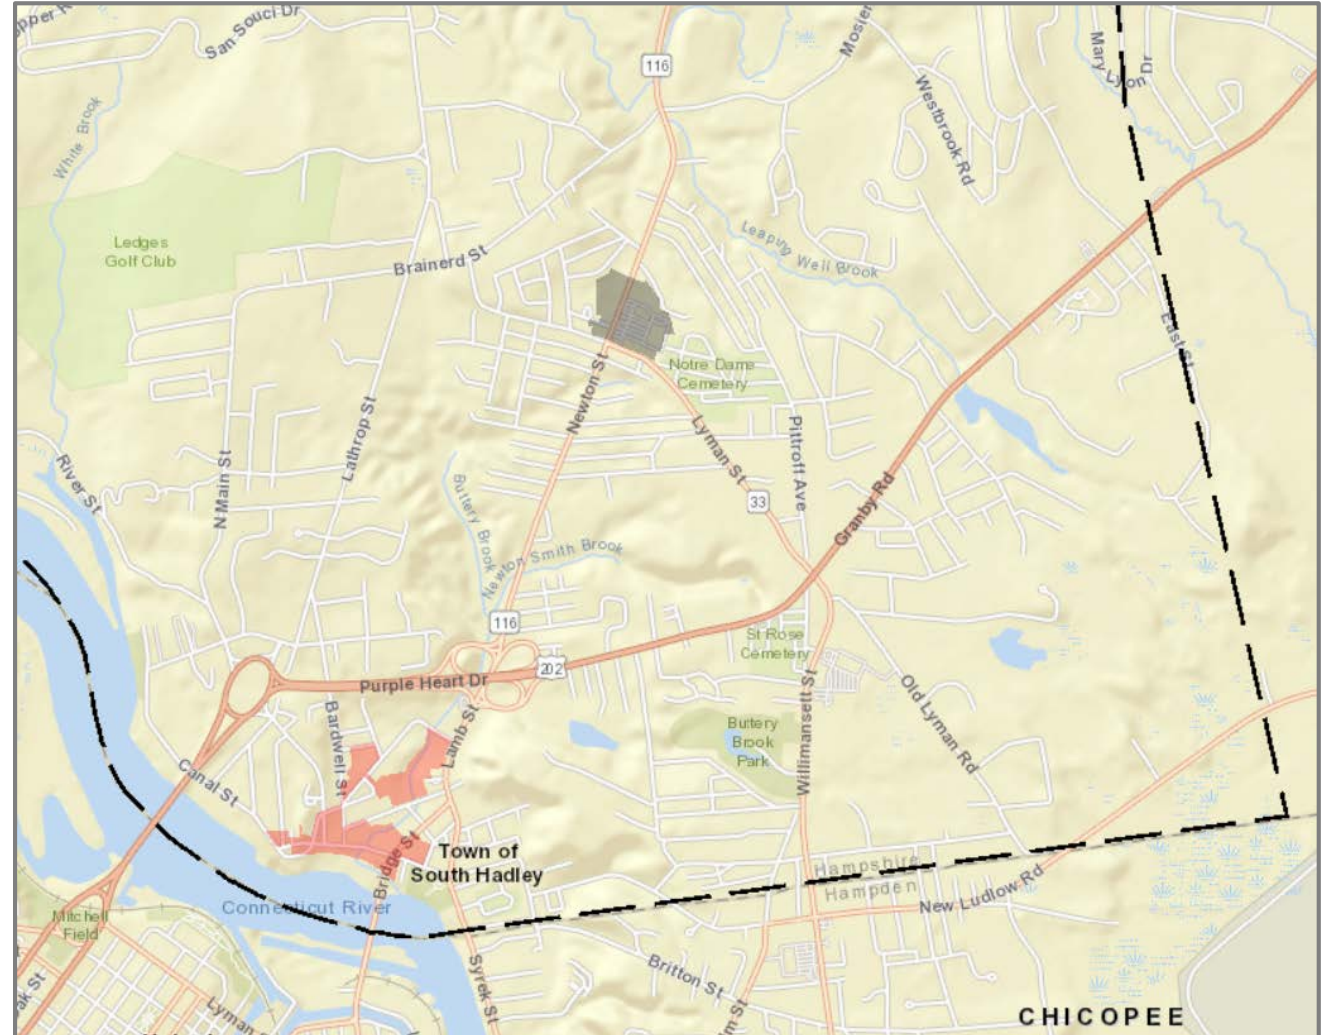 San-Souci Dr
116
Mosier
Mary Lyon Dr
Westbrook Rd
White Brook
Ledges
Golf Club
Brainerd St
Leaping Well Brook
East St
Notre Dame
Cemetery
Newton St
Lathrop St
N Main St
River St
Lyman St
Pittroff Ave
Granby Rd
33
Buttery Brook
Newton Smith Brook
116
202
St Rose
Cemetery
Purple Heart Dr
Bardwell St
Lamb St
Canal St
Buttery
Brook
Park
Willimansett St
Old Lyman Rd
Bridge St
Town of
South Hadley
Hampshire
Hampden
New Ludlow Rd
Connecticut River
Mitchell
Field
Syrek St
Britton St
Lyman
CHICOPEE